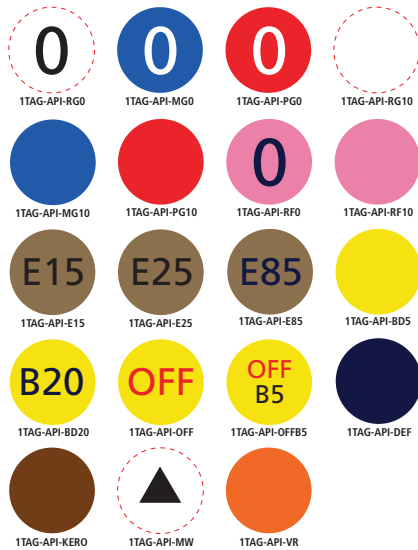 0 0 0
1TAG-API-RG0 1TAG-API-MG0 1TAG-API-PG0 1TAG-API-RG10
0
1TAG-API-MG10 1TAG-API-PG10 1TAG-API-RF0 1TAG-API-RF10
E15 E25 E85
1TAG-API-E15 1TAG-API-E25 1TAG-API-E85 1TAG-API-BD5
B20 OFF OFF
B5
1TAG-API-BD20 1TAG-API-OFF 1TAG-API-OFFB5 1TAG-API-DEF
1TAG-API-KERO 1TAG-API-MW 1TAG-API-VR